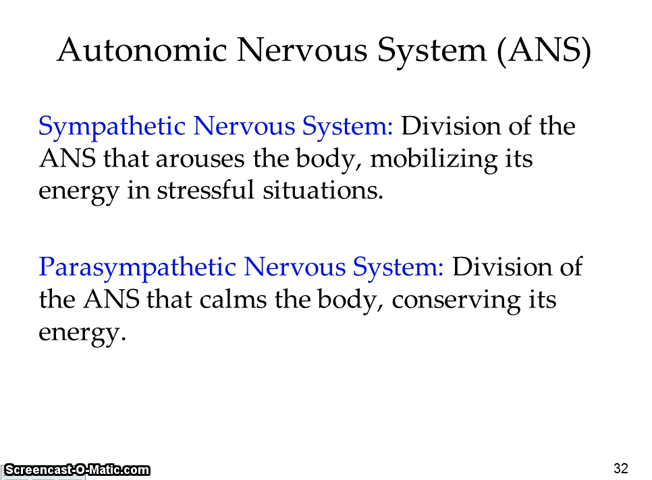 Autonomic Nervous System (ANS)
Sympathetic Nervous System: Division of the
ANS that arouses the body, mobilizing its
energy in stressful situations.
Parasympathetic Nervous System: Division of
the ANS that calms the body, conserving its
energy.
Screencast-O-Matic.com
32